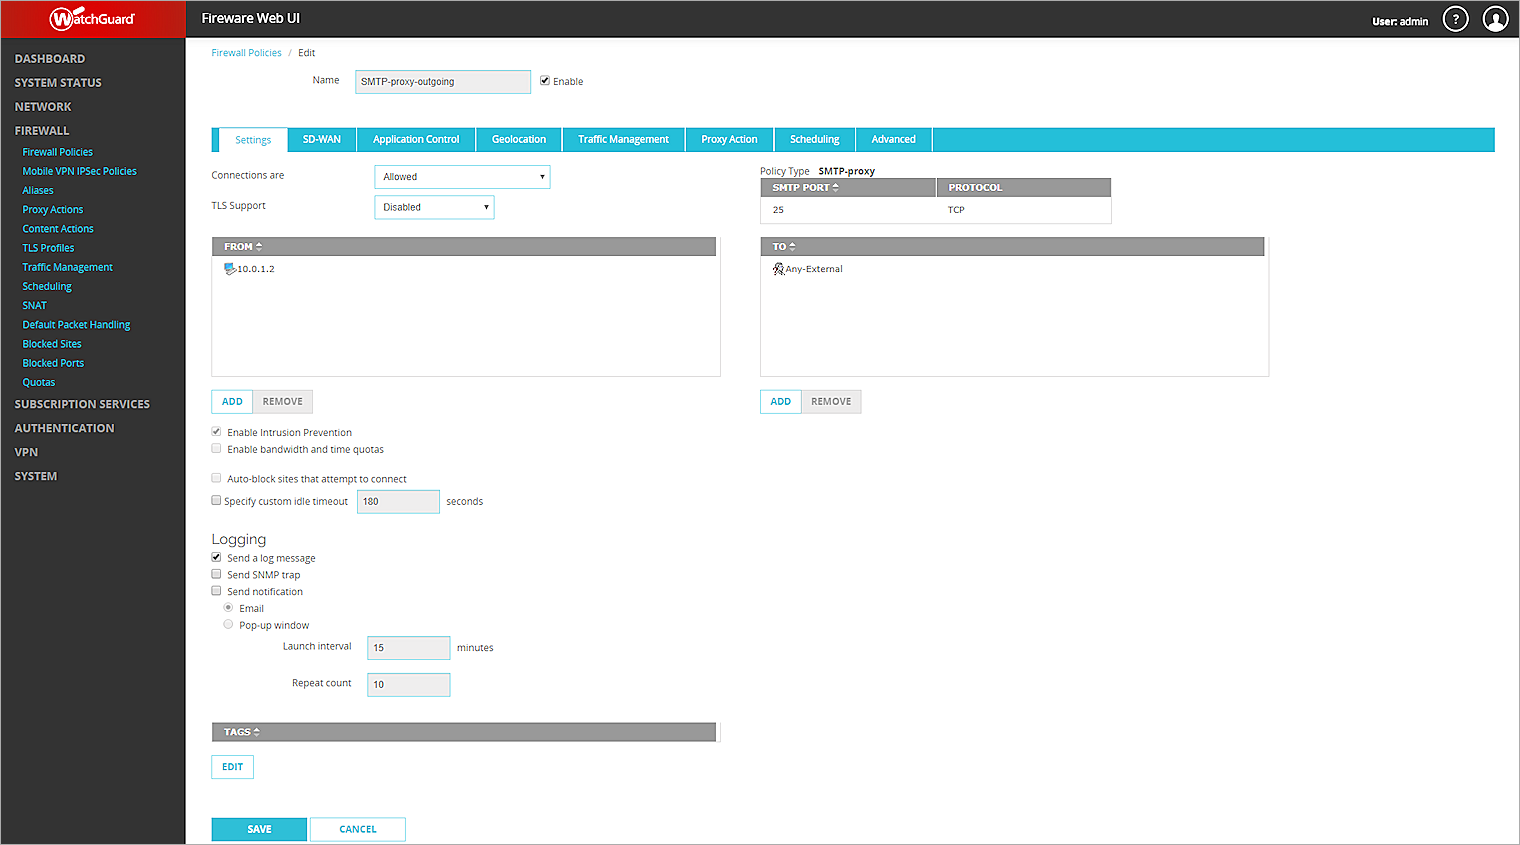 WatchGuard
Fireware Web UI
User: admin
?
DASHBOARD
SYSTEM STATUS
NETWORK
FIREWALL
Firewall Policies
Mobile VPN IPSec Policies
Aliases
Proxy Actions
Content Actions
TLS Profiles
Traffic Management
Scheduling
SNAT
Default Packet Handling
Blocked Sites
Blocked Ports
Quotas
SUBSCRIPTION SERVICES
AUTHENTICATION
VPN
SYSTEM
Firewall Policies / Edit
Name SMTP-proxy-outgoing Enable
Settings SD-WAN Application Control Geolocation Traffic Management Proxy Action Scheduling Advanced
Connections are Allowed
TLS Support Disabled
Policy Type SMTP-proxy
SMTP PORT PROTOCOL
25 TCP
FROM
10.0.1.2
TO
Any-External
ADD REMOVE
ADD REMOVE
Enable Intrusion Prevention
Enable bandwidth and time quotas
Auto-block sites that attempt to connect
Specify custom idle timeout 180 seconds
Logging
Send a log message
Send SNMP trap
Send notification
Email
Pop-up window
Launch interval 15 minutes
Repeat count 10
TAGS
EDIT
SAVE CANCEL